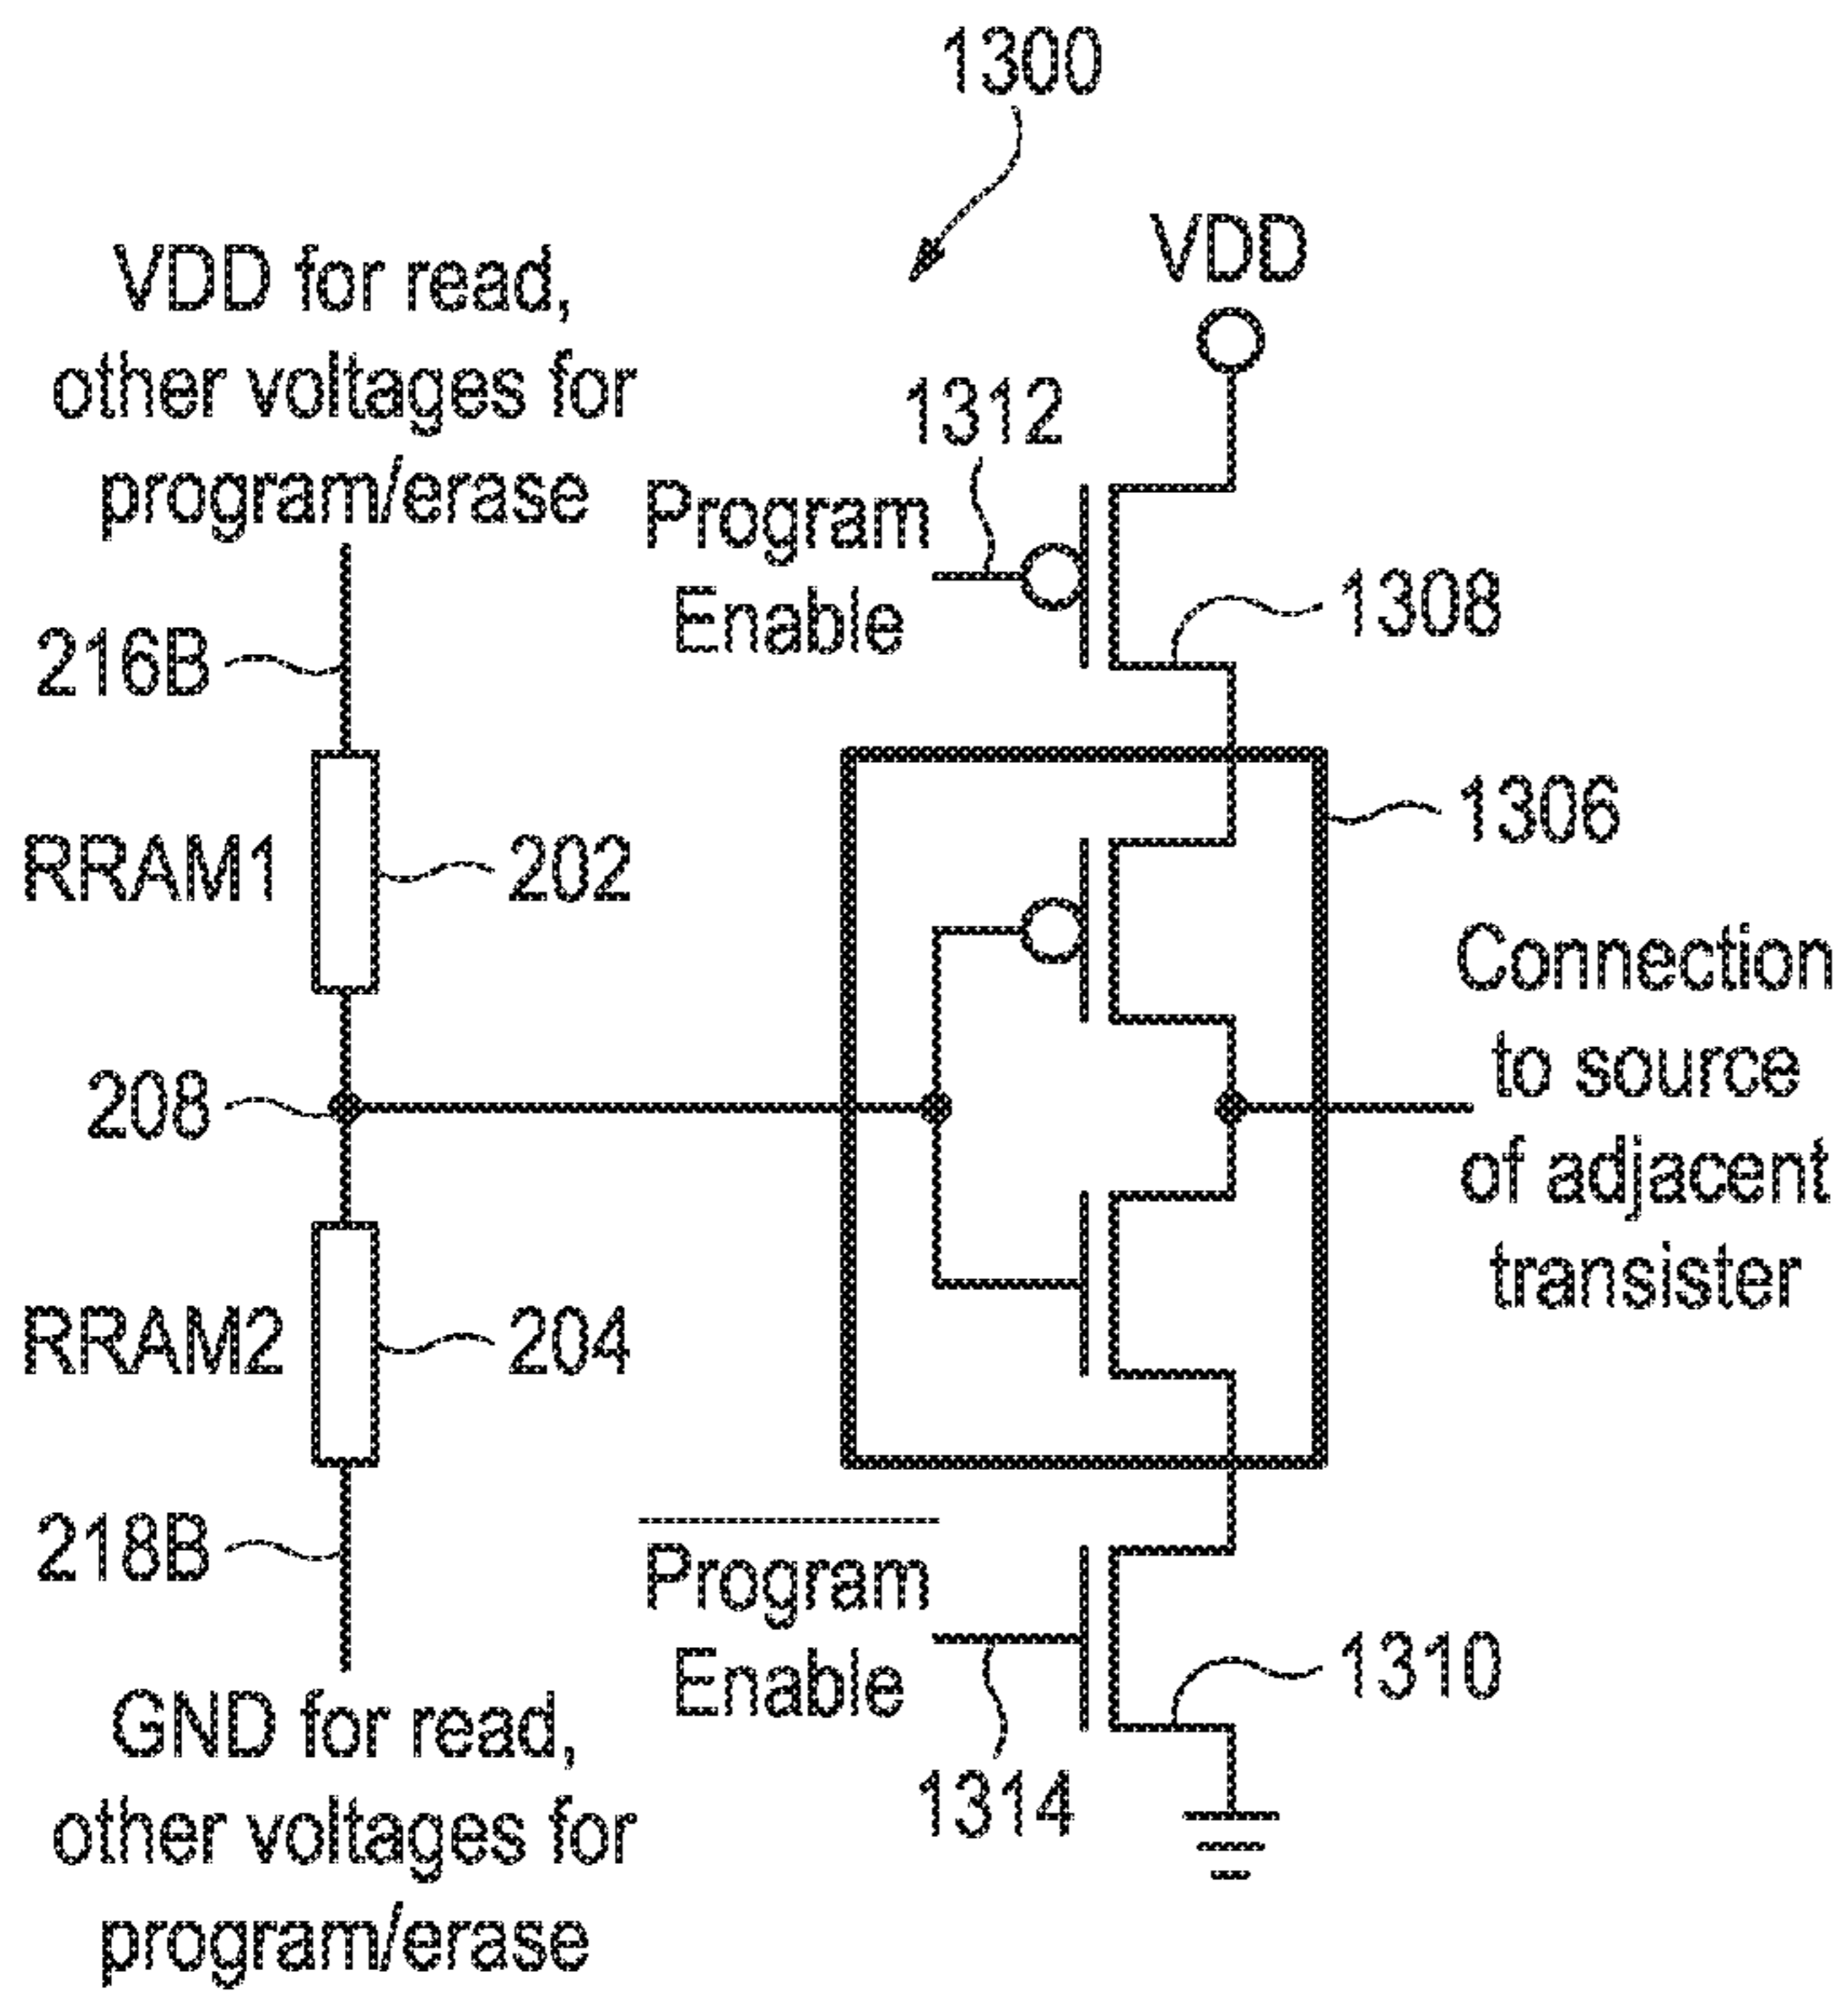 1300
VDD
VDD for read,
other voltages for
program/erase
1312
Program
Enable
1308
216B
1306
RRAM1
202
Connection
to source
of adjacent
transister
208
RRAM2
204
218B
Program
Enable
1310
1314
GND for read,
other voltages for
program/erase